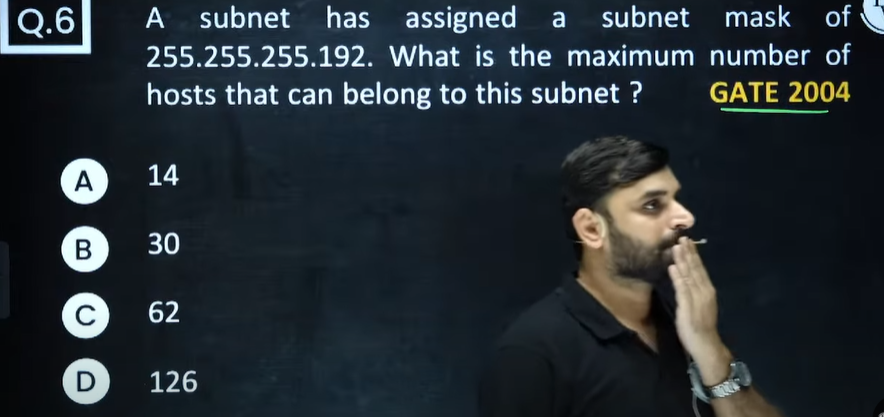 Q.6
A subnet has assigned a subnet mask of
255.255.255.192. What is the maximum number of
hosts that can belong to this subnet ? GATE 2004
A 14
B 30
C 62
D 126